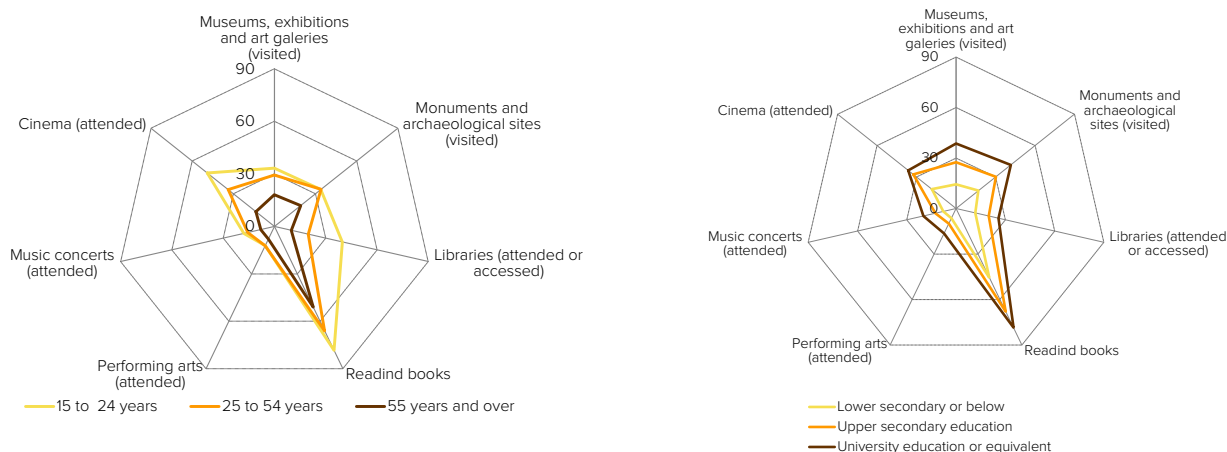 Museums, exhibitions
and art galeries
(visited)
90
60
30
0
Monuments and
archaeological sites
(visited)
Libraries (attended or
accessed)
Readind books
Performing arts
(attended)
Music concerts
(attended)
Cinema (attended)
15 to 24 years
25 to 54 years
55 years and over
Museums,
exhibitions and art
galeries (visited)
90
60
30
0
Monuments and
archaeological
sites (visited)
Libraries (attended
or accessed)
Readind books
Performing arts
(attended)
Music concerts
(attended)
Cinema (attended)
Lower secondary or below
Upper secondary education
University education or equivalent